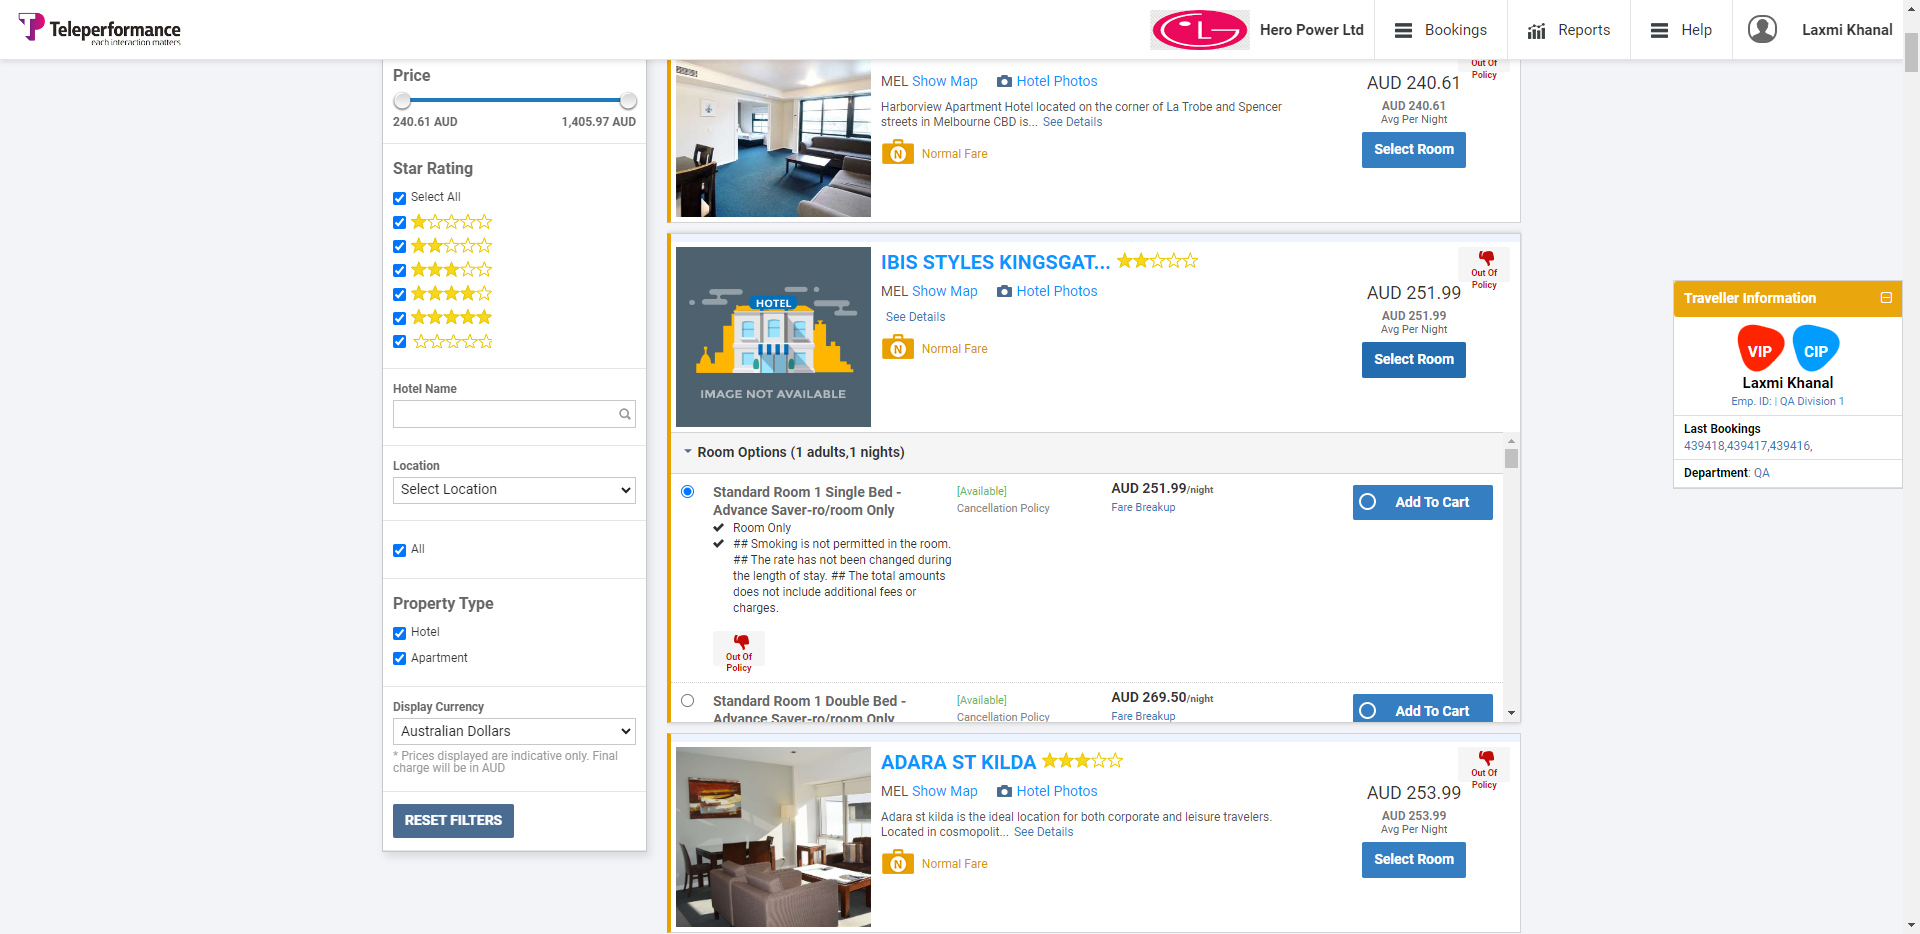 Teleperformance
each interaction matters
LG
Hero Power Ltd
Bookings
Reports
Help
Laxmi Khanal
Price
240.61 AUD
1,405.97 AUD
Star Rating
Select All
Hotel Name
Location
Select Location
All
Property Type
Hotel
Apartment
Display Currency
Australian Dollars
* Prices displayed are indicative only. Final
charge will be in AUD
RESET FILTERS
MEL Show Map Hotel Photos
Harborview Apartment Hotel located on the corner of La Trobe and Spencer
streets in Melbourne CBD is... See Details
N Normal Fare
Out Of
Policy
AUD 240.61
AUD 240.61
Avg Per Night
Select Room
HOTEL
IMAGE NOT AVAILABLE
IBIS STYLES KINGSGAT...
MEL Show Map Hotel Photos
See Details
N Normal Fare
Out Of
Policy
AUD 251.99
AUD 251.99
Avg Per Night
Select Room
Room Options (1 adults,1 nights)
Standard Room 1 Single Bed -
Advance Saver-ro/room Only
Room Only
## Smoking is not permitted in the room.
## The rate has not been changed during
the length of stay. ## The total amounts
does not include additional fees or
charges.
Out Of
Policy
[Available]
Cancellation Policy
AUD 251.99/night
Fare Breakup
Add To Cart
Standard Room 1 Double Bed -
Advance Saver-ro/room Only
[Available]
Cancellation Policy
AUD 269.50/night
Fare Breakup
Add To Cart
ADARA ST KILDA
MEL Show Map Hotel Photos
Adara st kilda is the ideal location for both corporate and leisure travelers.
Located in cosmopolit... See Details
N Normal Fare
Out Of
Policy
AUD 253.99
AUD 253.99
Avg Per Night
Select Room
Traveller Information
VIP
CIP
Laxmi Khanal
Emp. ID: | QA Division 1
Last Bookings
439418,439417,439416,
Department: QA